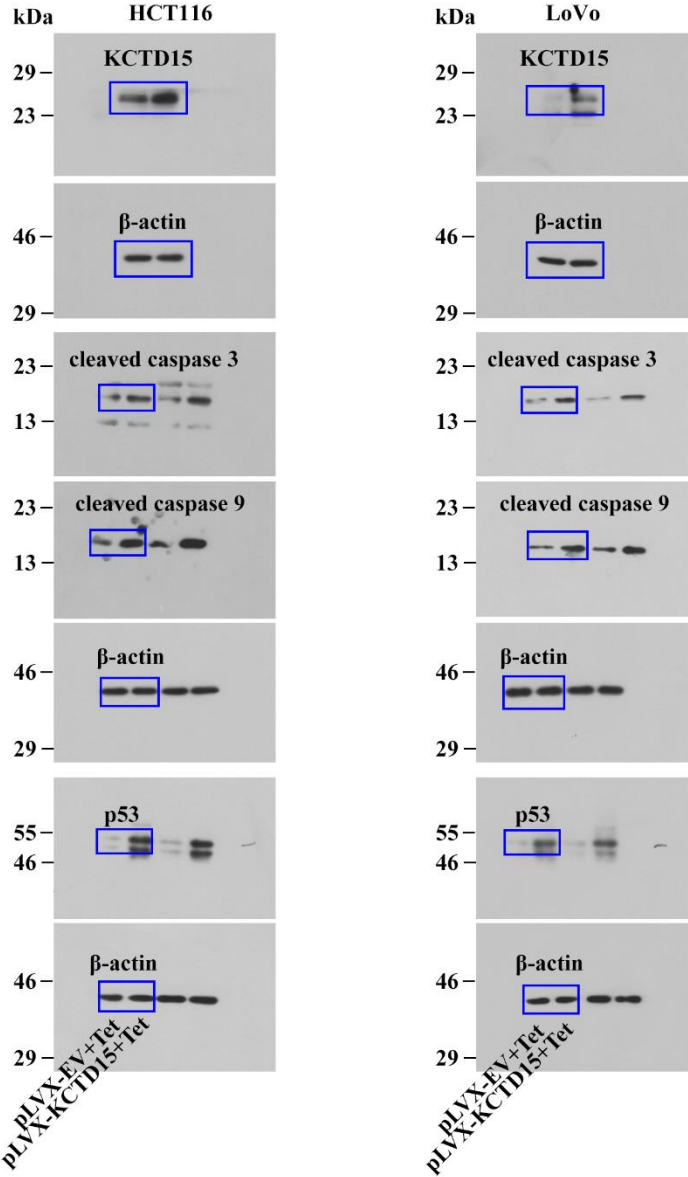 kDa HCT116
KCTD15
29
23
β-actin
46
29
cleaved caspase 3
23
13
cleaved caspase 9
23
13
β-actin
46
29
p53
55
46
β-actin
46
29
pLVX-EV+Tet
pLVX-KCTD15+Tet
kDa LoVo
KCTD15
29
23
β-actin
46
29
cleaved caspase 3
23
13
cleaved caspase 9
23
13
β-actin
46
29
p53
55
46
β-actin
46
29
pLVX-EV+Tet
pLVX-KCTD15+Tet